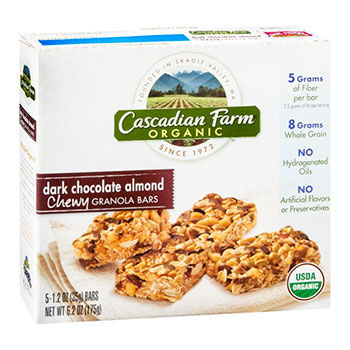 FOUNDED IN SKAGIT VALLEY WA
Cascadian Farm
ORGANIC
SINCE 1972
5 Grams
of Fiber
per bar
8 Grams
Whole Grain
NO
Hydrogenated
Oils
NO
Artificial Flavors
or Preservatives
dark chocolate almond
Chewy GRANOLA BARS
5-1.2 OZ (35g) BARS
NET WT 6.2 OZ (175g)
USDA
ORGANIC